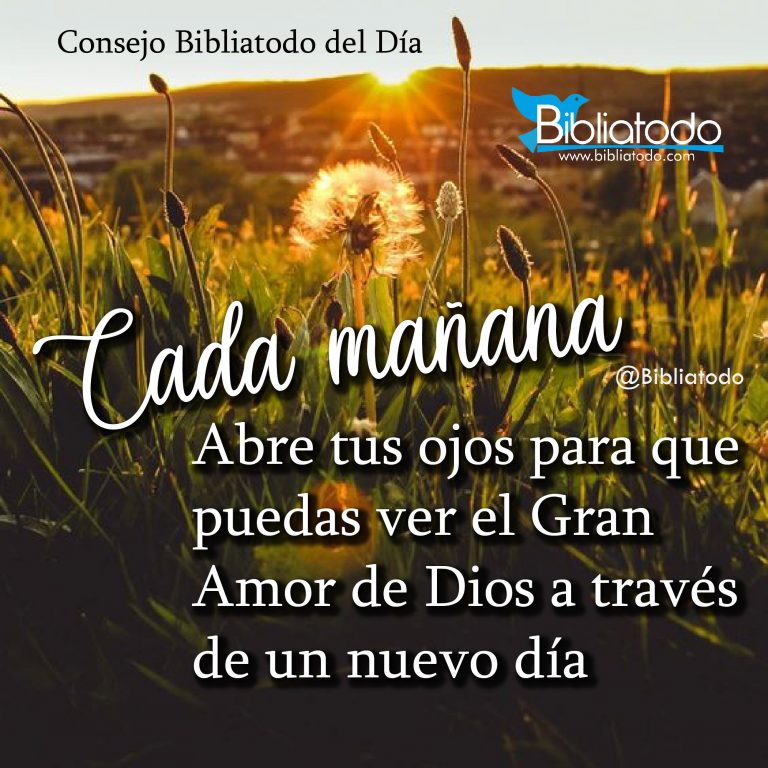 Consejo Bibliatodo del Día
Bibliatodo
www.bibliatodo.com
Cada mañana
@Bibliatodo
Abre tus ojos para que
puedas ver el Gran
Amor de Dios a través
de un nuevo día